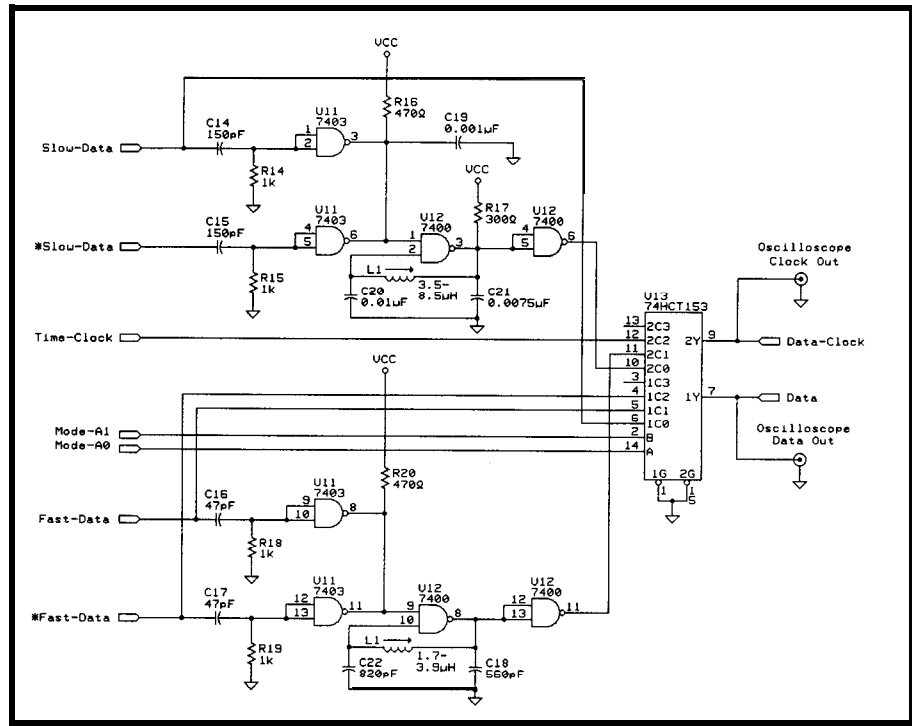 VCC
R16
470Ω
C14
150pF
U11
7403
1
2
3
C19
0.001µF
Slow-Data
R14
1k
VCC
R17
300Ω
C15
150pF
U11
7403
4
5
6
U12
7400
1
2
3
U12
7400
4
5
6
*Slow-Data
R15
1k
L1
3.5-
8.5µH
C20
0.01µF
C21
0.0075µF
Oscilloscope
Clock Out
U13
74HCT153
Time-Clock
13 2C3
12 2C2 2Y 9
11 2C1
10 2C0
3 1C3
4 1C2 1Y 7
5 1C1
6 1C0
2 B
14 A
1G 2G
1 1
5
Data-Clock
Data
Oscilloscope
Data Out
VCC
Mode-A1
Mode-A0
R20
470Ω
C16
47pF
U11
7403
9
10
8
Fast-Data
R18
1k
C17
47pF
U11
7403
12
13
11
U12
7400
9
10
8
U12
7400
12
13
11
*Fast-Data
R19
1k
L1
1.7-
3.9µH
C22
820pF
C18
560pF